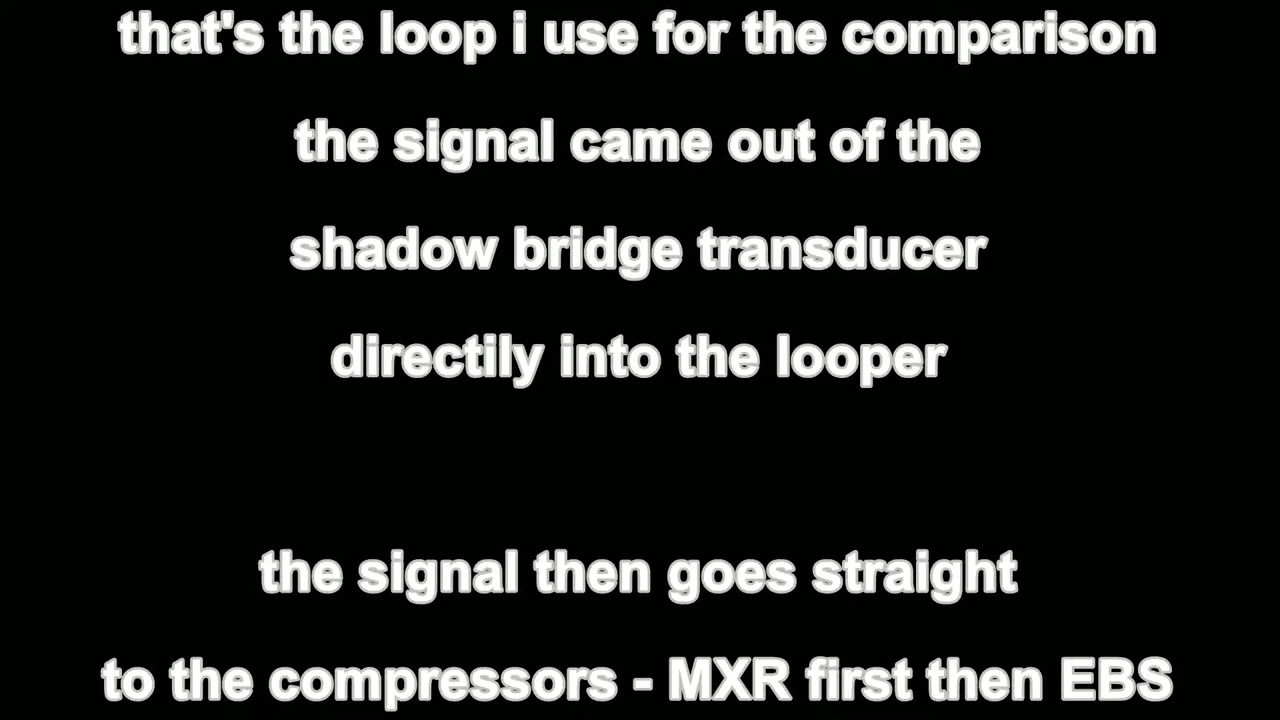 that's the loop i use for the comparison
the signal came out of the
shadow bridge transducer
directily into the looper
the signal then goes straight
to the compressors - MXR first then EBS